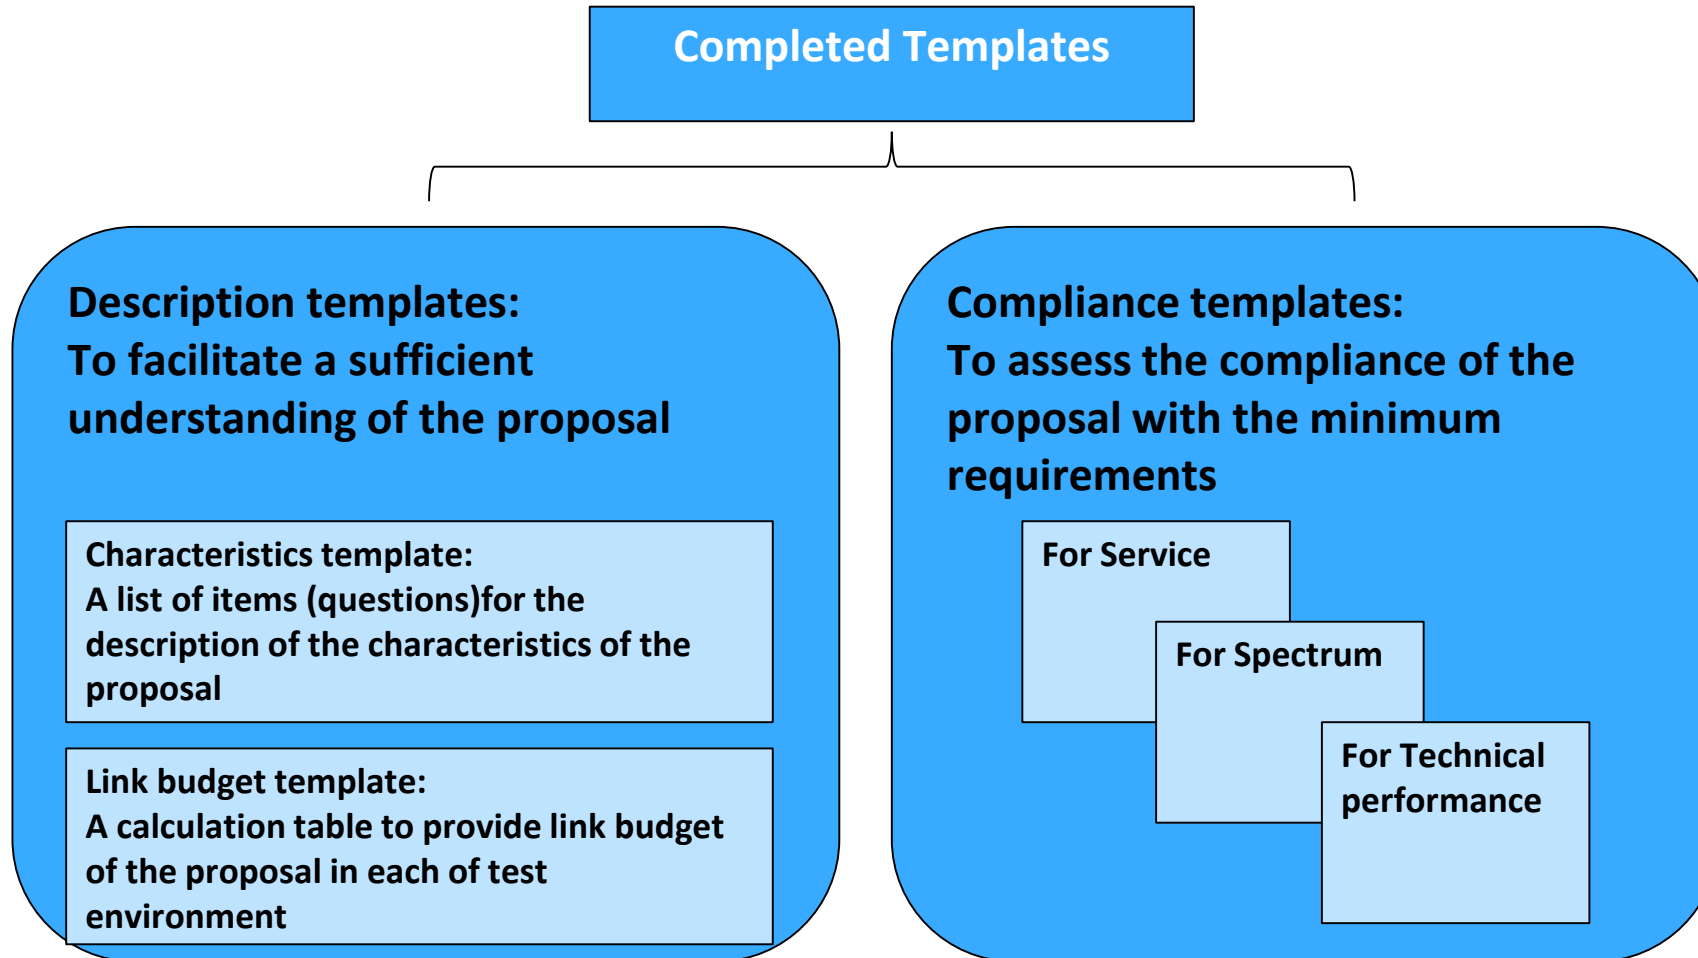 Completed Templates
Description templates:
To facilitate a sufficient
understanding of the proposal
Characteristics template:
A list of items (questions)for the
description of the characteristics of the
proposal
Link budget template:
A calculation table to provide link budget
of the proposal in each of test
environment
Compliance templates:
To assess the compliance of the
proposal with the minimum
requirements
For Service
For Spectrum
For Technical
performance